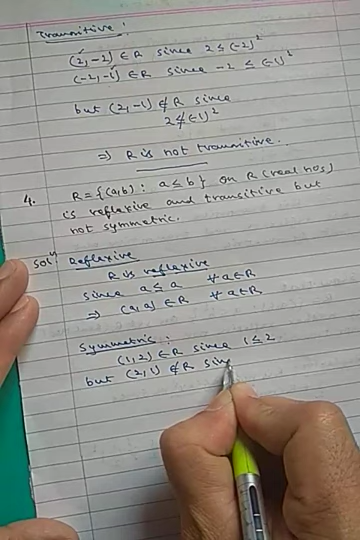 Transitive :
(2, -2) ∈ R since 2 ≤ (-2)²
(-2, -1) ∈ R since -2 ≤ (-1)²
but (2, -1) ∉ R since
2 ≰ (-1)²
⇒ R is not transitive.
4. R = {(a,b) : a ≤ b} on R (real nos)
is reflexive and transitive but
not symmetric.
Solⁿ Reflexive
R is reflexive
since a ≤ a ∀ a ∈ R
⇒ (a, a) ∈ R ∀ a ∈ R
Symmetric :
(1, 2) ∈ R since 1 ≤ 2
but (2, 1) ∉ R sin